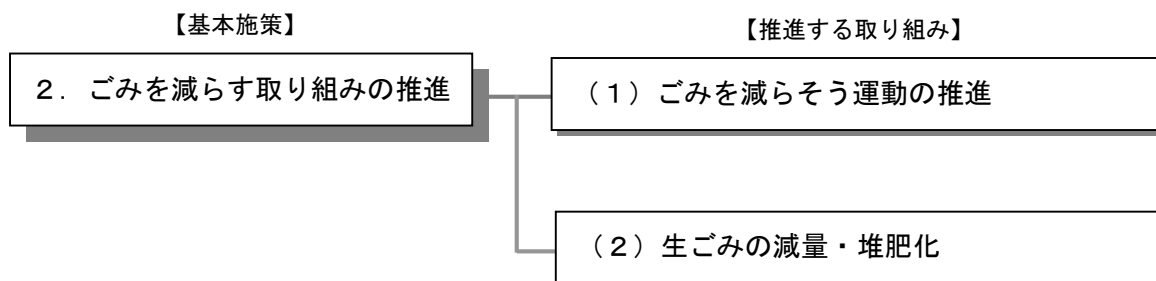 【基本施策】
【推進する取り組み】
２．ごみを減らす取り組みの推進
（１）ごみを減らそう運動の推進
（２）生ごみの減量・堆肥化